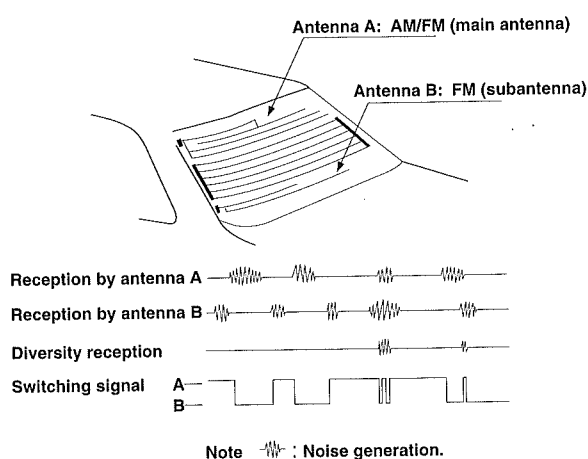 Antenna A: AM/FM (main antenna)
Antenna B: FM (subantenna)
Reception by antenna A
Reception by antenna B
Diversity reception
Switching signal A
B
Note : Noise generation.